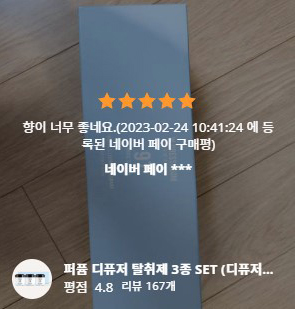 ★★★★★
향이 너무 좋네요.(2023-02-24 10:41:24 에 등
록된 네이버 페이 구매평)
네이버 페이 ***
퍼퓸 디퓨저 탈취제 3종 SET (디퓨저...
평점 4.8 리뷰 167개